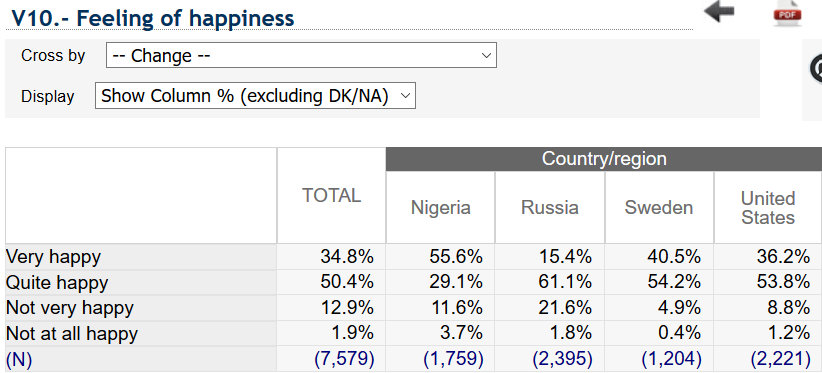 V10.- Feeling of happiness
PDF
Cross by -- Change --
Display Show Column % (excluding DK/NA)
Country/region
TOTAL Nigeria Russia Sweden United States
Very happy 34.8% 55.6% 15.4% 40.5% 36.2%
Quite happy 50.4% 29.1% 61.1% 54.2% 53.8%
Not very happy 12.9% 11.6% 21.6% 4.9% 8.8%
Not at all happy 1.9% 3.7% 1.8% 0.4% 1.2%
(N) (7,579) (1,759) (2,395) (1,204) (2,221)